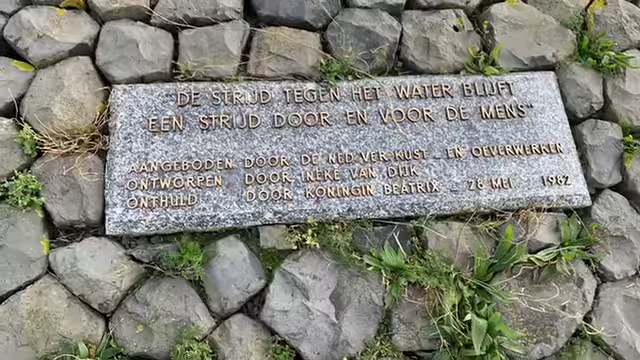 "DE STRIJD TEGEN HET WATER BLIJFT
EEN STRIJD DOOR EN VOOR DE MENS"
AANGEBODEN DOOR DE NED. VER. KUST - EN OEVERWERKEN
ONTWORPEN DOOR INEKE VAN DIJK
ONTHULD DOOR KONINGIN BEATRIX - 28 MEI 1982